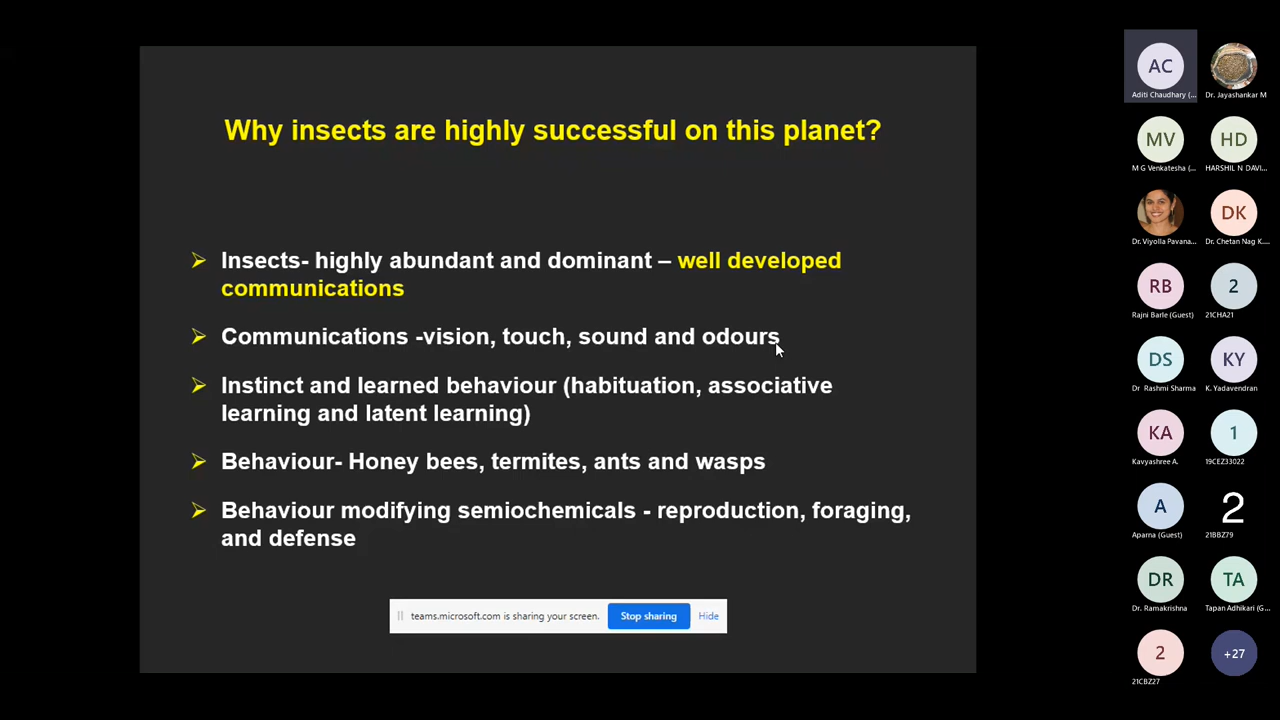 Why insects are highly successful on this planet?
Insects- highly abundant and dominant – well developed
communications
Communications -vision, touch, sound and odours
Instinct and learned behaviour (habituation, associative
learning and latent learning)
Behaviour- Honey bees, termites, ants and wasps
Behaviour modifying semiochemicals - reproduction, foraging,
and defense
teams.microsoft.com is sharing your screen.
Stop sharing
Hide
AC
Aditi Chaudhary (...
Dr. Jayashankar M
MV
M G Venkatesha (...
HD
HARSHIL N DAVI...
Dr. Viyolla Pavana...
DK
Dr. Chetan Nag K....
RB
Rajni Barle (Guest)
2
21CHA21
DS
Dr Rashmi Sharma
KY
K. Yadavendran
KA
Kavyashree A.
1
19CEZ33022
A
Aparna (Guest)
2
21BBZ79
DR
Dr. Ramakrishna
TA
Tapan Adhikari (G...
2
21CBZ27
+27